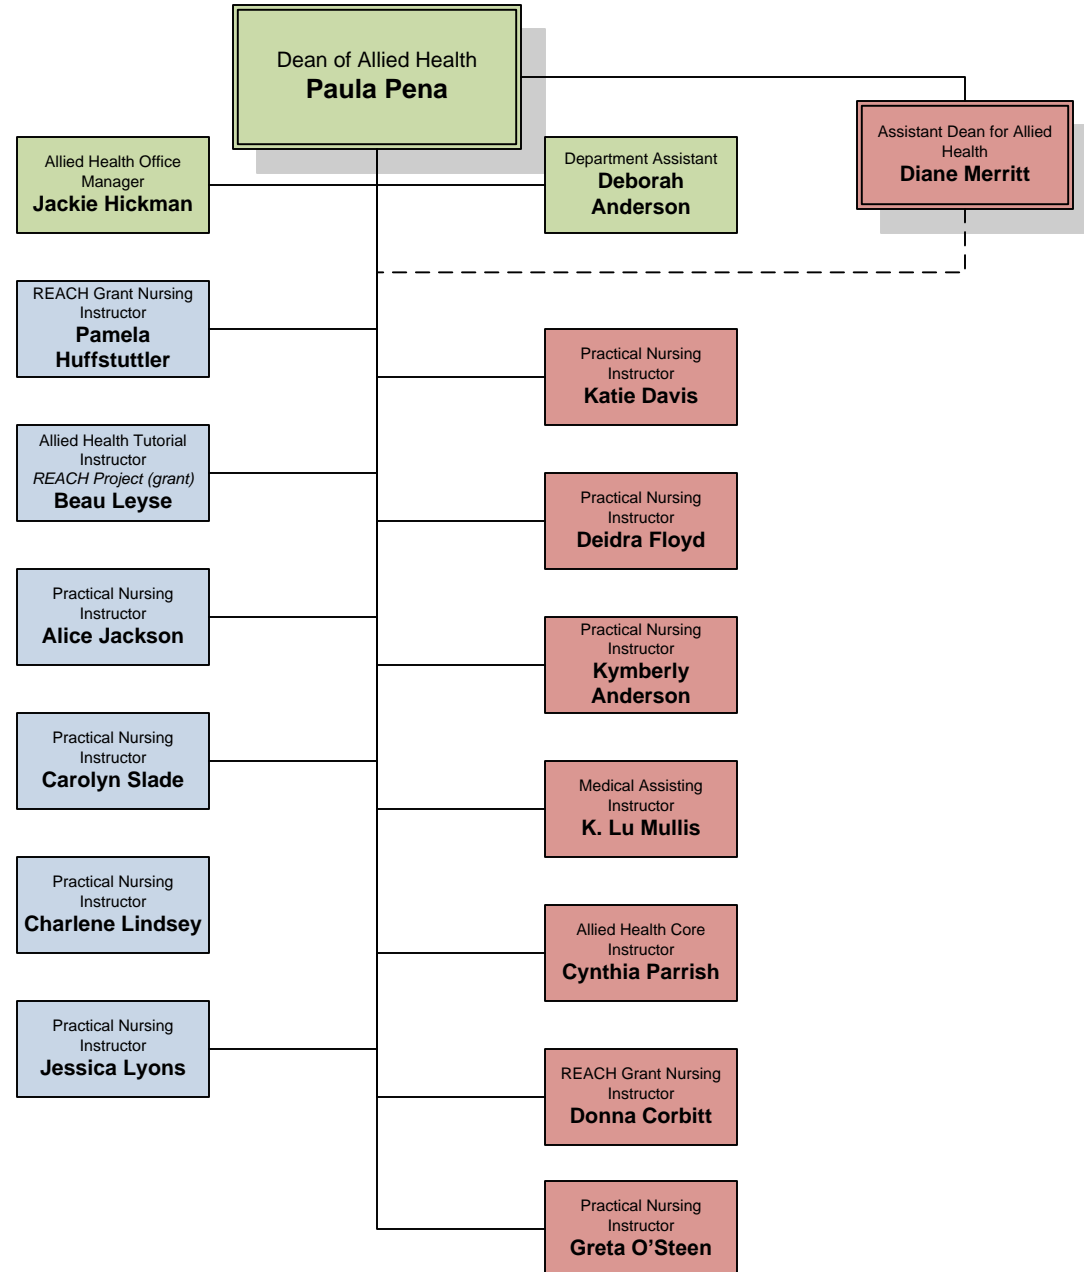 Dean of Allied Health
Paula Pena
Assistant Dean for Allied
Health
Diane Merritt
Allied Health Office
Manager
Jackie Hickman
Department Assistant
Deborah
Anderson
REACH Grant Nursing
Instructor
Pamela
Huffstuttler
Practical Nursing
Instructor
Katie Davis
Allied Health Tutorial
Instructor
REACH Project (grant)
Beau Leyse
Practical Nursing
Instructor
Deidra Floyd
Practical Nursing
Instructor
Alice Jackson
Practical Nursing
Instructor
Kymberly
Anderson
Practical Nursing
Instructor
Carolyn Slade
Medical Assisting
Instructor
K. Lu Mullis
Practical Nursing
Instructor
Charlene Lindsey
Allied Health Core
Instructor
Cynthia Parrish
Practical Nursing
Instructor
Jessica Lyons
REACH Grant Nursing
Instructor
Donna Corbitt
Practical Nursing
Instructor
Greta O’Steen